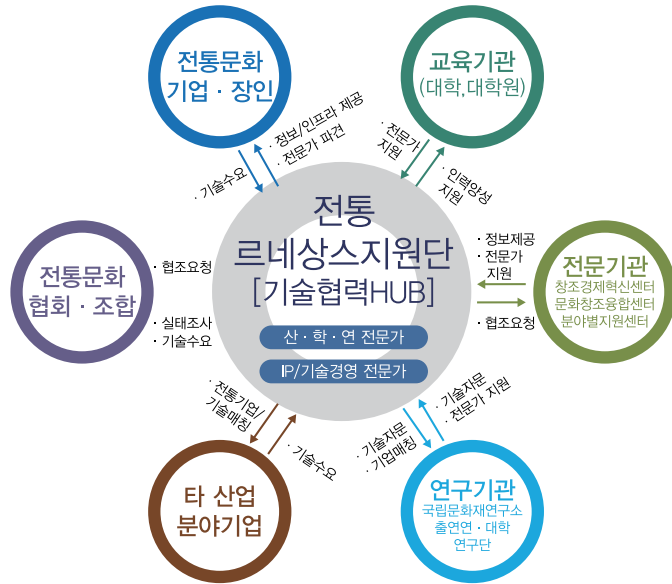 전통문화
기업 · 장인
교육기관
(대학,대학원)
· 정보/인프라 제공
· 전문가 파견
· 기술수요
· 전문가
지원
· 인력양성
지원
전통
르네상스지원단
[기술협력HUB]
산 · 학 · 연 전문가
IP/기술경영 전문가
전통문화
협회 · 조합
· 협조요청
· 실태조사
· 기술수요
· 정보제공
· 전문가
지원
· 협조요청
전문기관
창조경제혁신센터
문화창조융합센터
분야별지원센터
· 전통기업/
기술매칭
· 기술수요
· 기술자문
· 기업매칭
· 기술자문
· 전문가 지원
타 산업
분야기업
연구기관
국립문화재연구소
출연연 · 대학
연구단